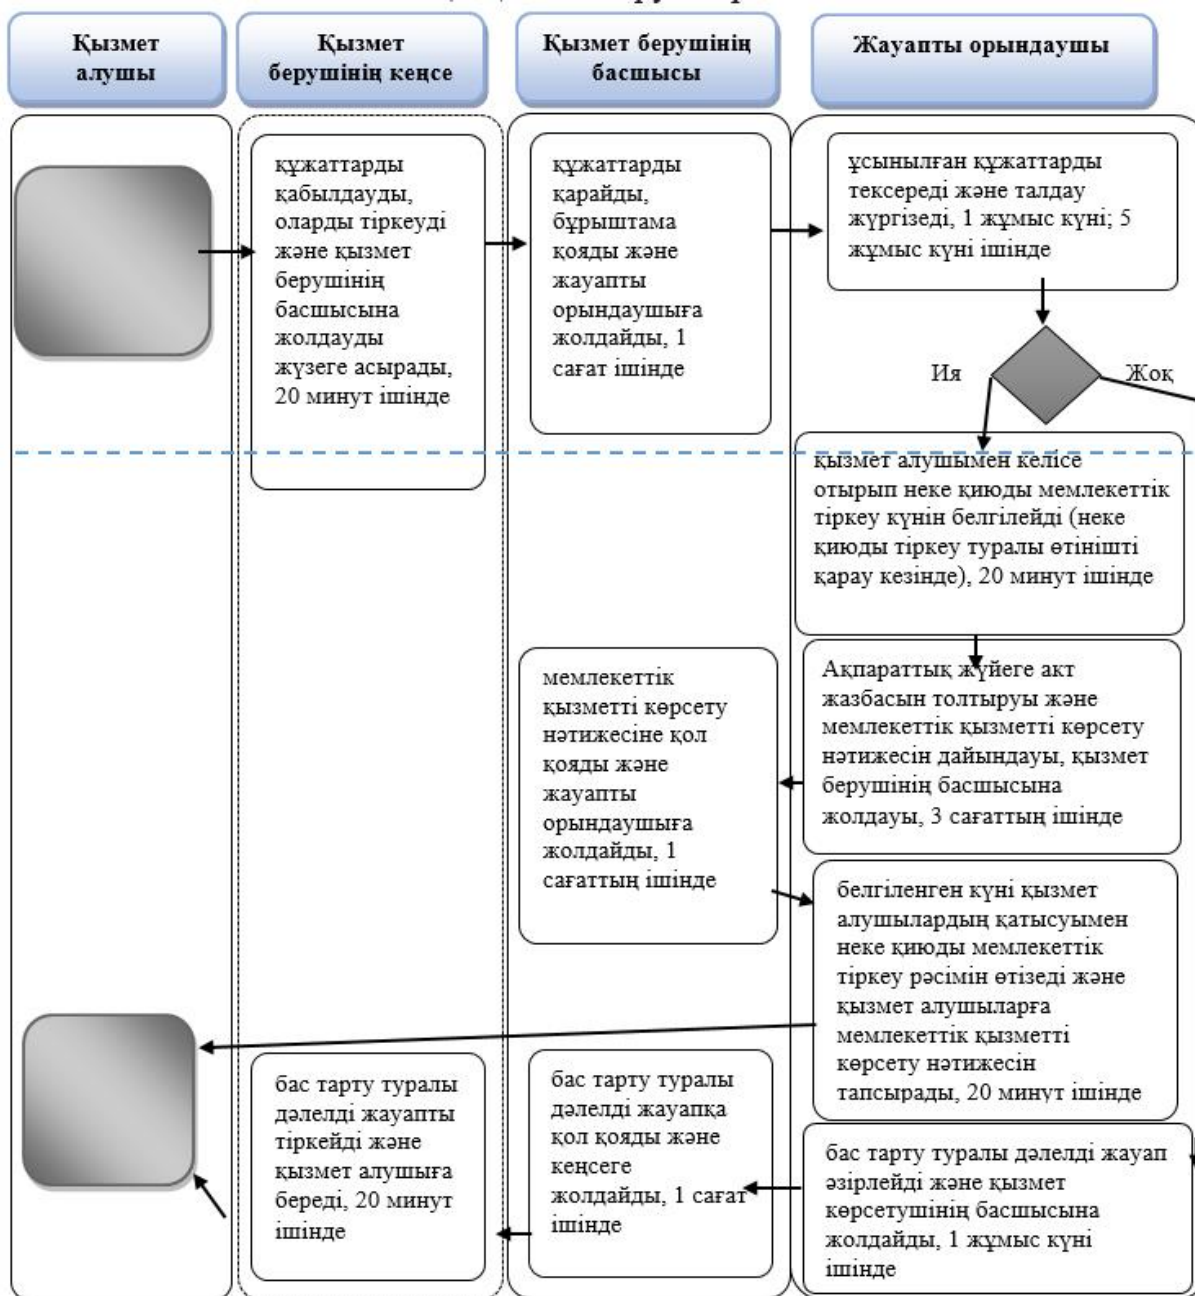 Қызмет
алушы
Қызмет
берушінің кеңсе
Қызмет берушінің
басшысы
Жауапты орындаушы
құжаттарды
қабылдауды,
оларды тіркеуді
және қызмет
берушінің
басшысына
жолдауды
жүзеге асырады,
20 минут ішінде
құжаттарды
қарайды,
бұрыштама
қояды және
жауапты
орындаушыға
жолдайды, 1
сағат ішінде
ұсынылған құжаттарды
тексереді және талдау
жүргізеді, 1 жұмыс күні; 5
жұмыс күні ішінде
Ия
Жоқ
қызмет алушымен келісе
отырып неке қиюды мемлекеттік
тіркеу күнін белгілейді (неке
қиюды тіркеу туралы өтінішті
қарау кезінде), 20 минут ішінде
Ақпараттық жүйеге акт
жазбасын толтыруы және
мемлекеттік қызметті көрсету
нәтижесін дайындауы, қызмет
берушінің басшысына
жолдауы, 3 сағаттың ішінде
мемлекеттік
қызметті көрсету
нәтижесіне қол
қояды және
жауапты
орындаушыға
жолдайды, 1
сағаттың ішінде
белгіленген күні қызмет
алушылардың қатысуымен
неке қиюды мемлекеттік
тіркеу рәсімін өтізеді және
қызмет алушыларға
мемлекеттік қызметті
көрсету нәтижесін
тапсырады, 20 минут ішінде
бас тарту туралы
дәлелді жауапты
тіркейді және
қызмет алушыға
береді, 20 минут
ішінде
бас тарту туралы
дәлелді жауапқа
қол қояды және
кеңсеге
жолдайды, 1 сағат
ішінде
бас тарту туралы дәлелді жауап
әзірлейді және қызмет
көрсетушінің басшысына
жолдайды, 1 жұмыс күні
ішінде